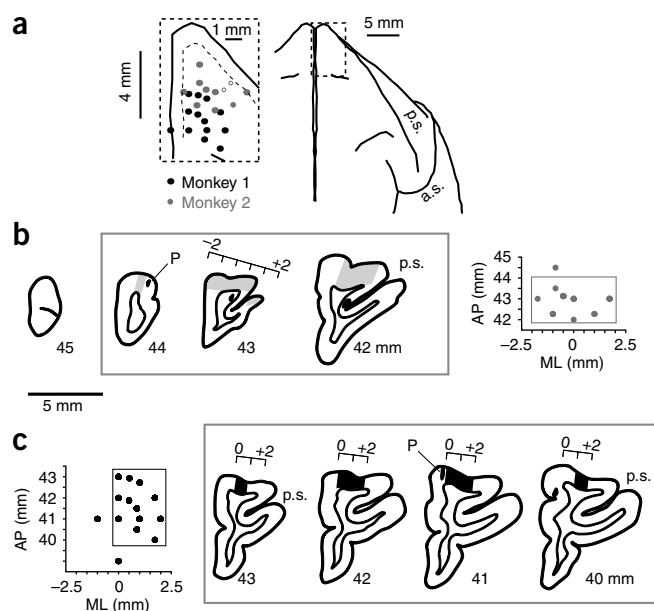 a
1 mm
5 mm
4 mm
p.s.
a.s.
Monkey 1
Monkey 2
b
–2
+2
P
p.s.
45
44
43
42 mm
5 mm
AP (mm)
45
44
43
42
–2.5
0
2.5
ML (mm)
c
AP (mm)
43
42
41
40
–2.5
0
2.5
ML (mm)
0 +2
0 +2
P
0 +2
0 +2
p.s.
p.s.
43
42
41
40 mm